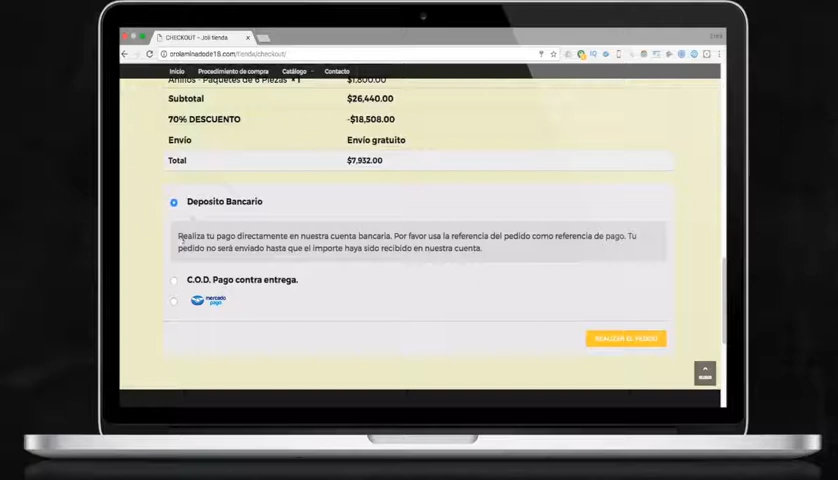 CHECKOUT – Joli tienda
orolaminadode18.com/tienda/checkout/
Inicio Procedimiento de compra Catálogo Contacto
Anillos - Paquetes de 6 Piezas × 1 $1,800.00
Subtotal $26,440.00
70% DESCUENTO -$18,508.00
Envío Envío gratuito
Total $7,932.00
Deposito Bancario
Realiza tu pago directamente en nuestra cuenta bancaria. Por favor usa la referencia del pedido como referencia de pago. Tu
pedido no será enviado hasta que el importe haya sido recibido en nuestra cuenta.
C.O.D. Pago contra entrega.
mercado
pago
REALIZAR EL PEDIDO